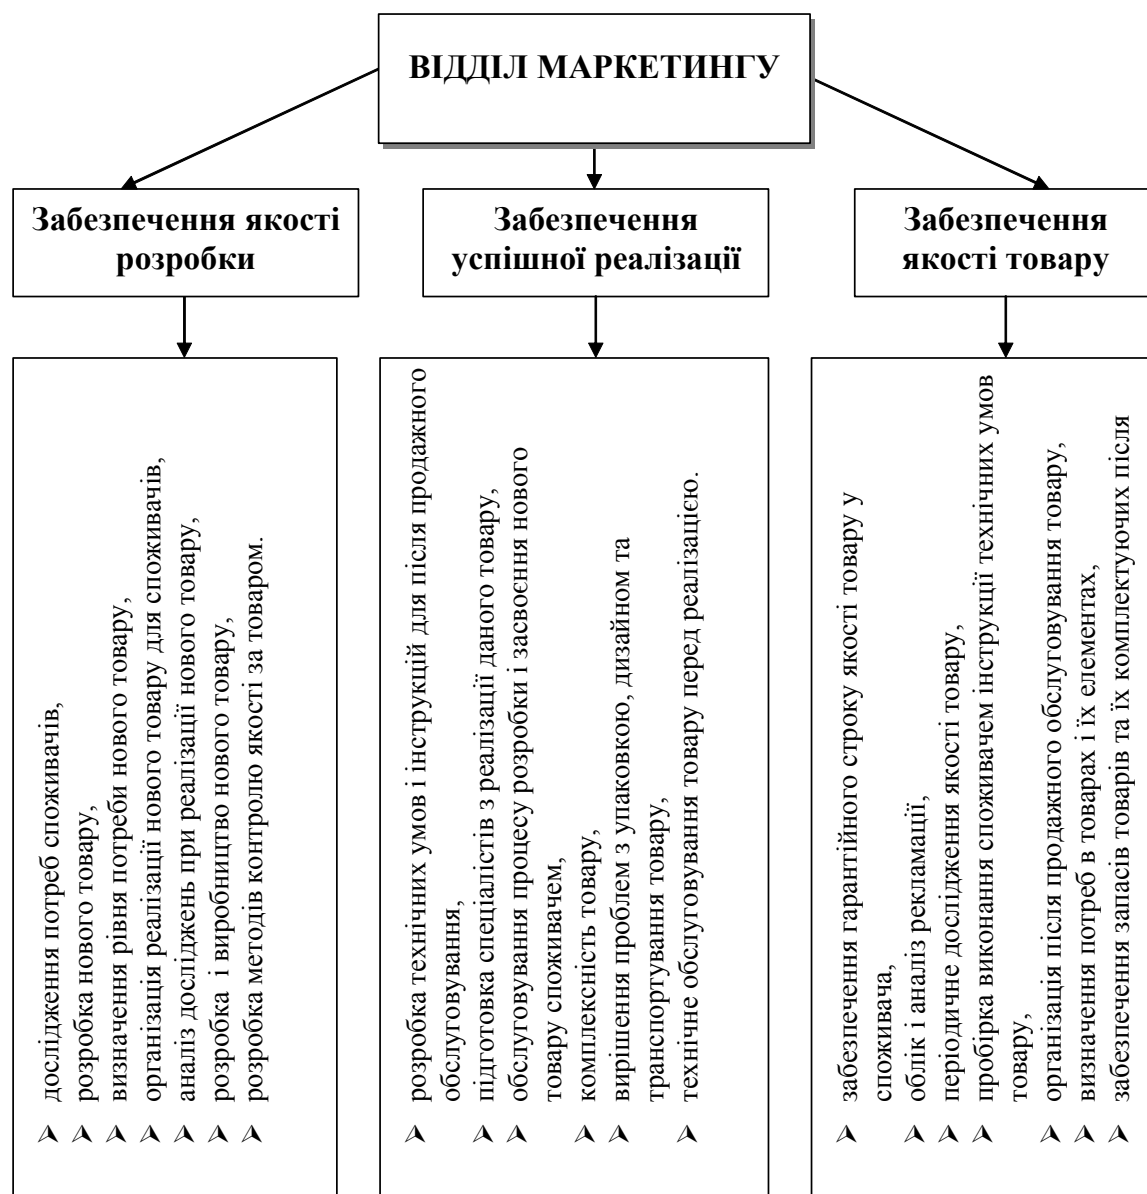 ВІДДІЛ МАРКЕТИНГУ
Забезпечення якості
розробки
Забезпечення
успішної реалізації
Забезпечення
якості товару
дослідження потреб споживачів,
розробка нового товару,
визначення рівня потреби нового товару,
організація реалізації нового товару для споживачів,
аналіз досліджень при реалізації нового товару,
розробка і виробництво нового товару,
розробка методів контролю якості за товаром.
розробка технічних умов і інструкцій для після продажного
обслуговування,
підготовка спеціалістів з реалізації даного товару,
обслуговування процесу розробки і засвоєння нового
товару споживачем,
комплексність товару,
вирішення проблем з упаковкою, дизайном та
транспортування товару,
технічне обслуговування товару перед реалізацією.
забезпечення гарантійного строку якості товару у
споживача,
облік і аналіз рекламації,
періодичне дослідження якості товару,
пробірка виконання споживачем інструкції технічних умов
товару,
організація після продажного обслуговування товару,
визначення потреб в товарах і їх елементах,
забезпечення запасів товарів та їх комплектуючих після